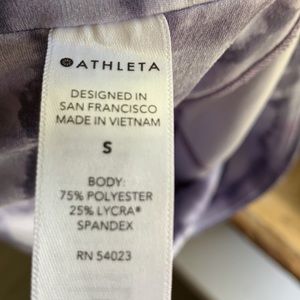 ATHLETA
DESIGNED IN
SAN FRANCISCO
MADE IN VIETNAM
S
BODY:
75% POLYESTER
25% LYCRA®
SPANDEX
RN 54023